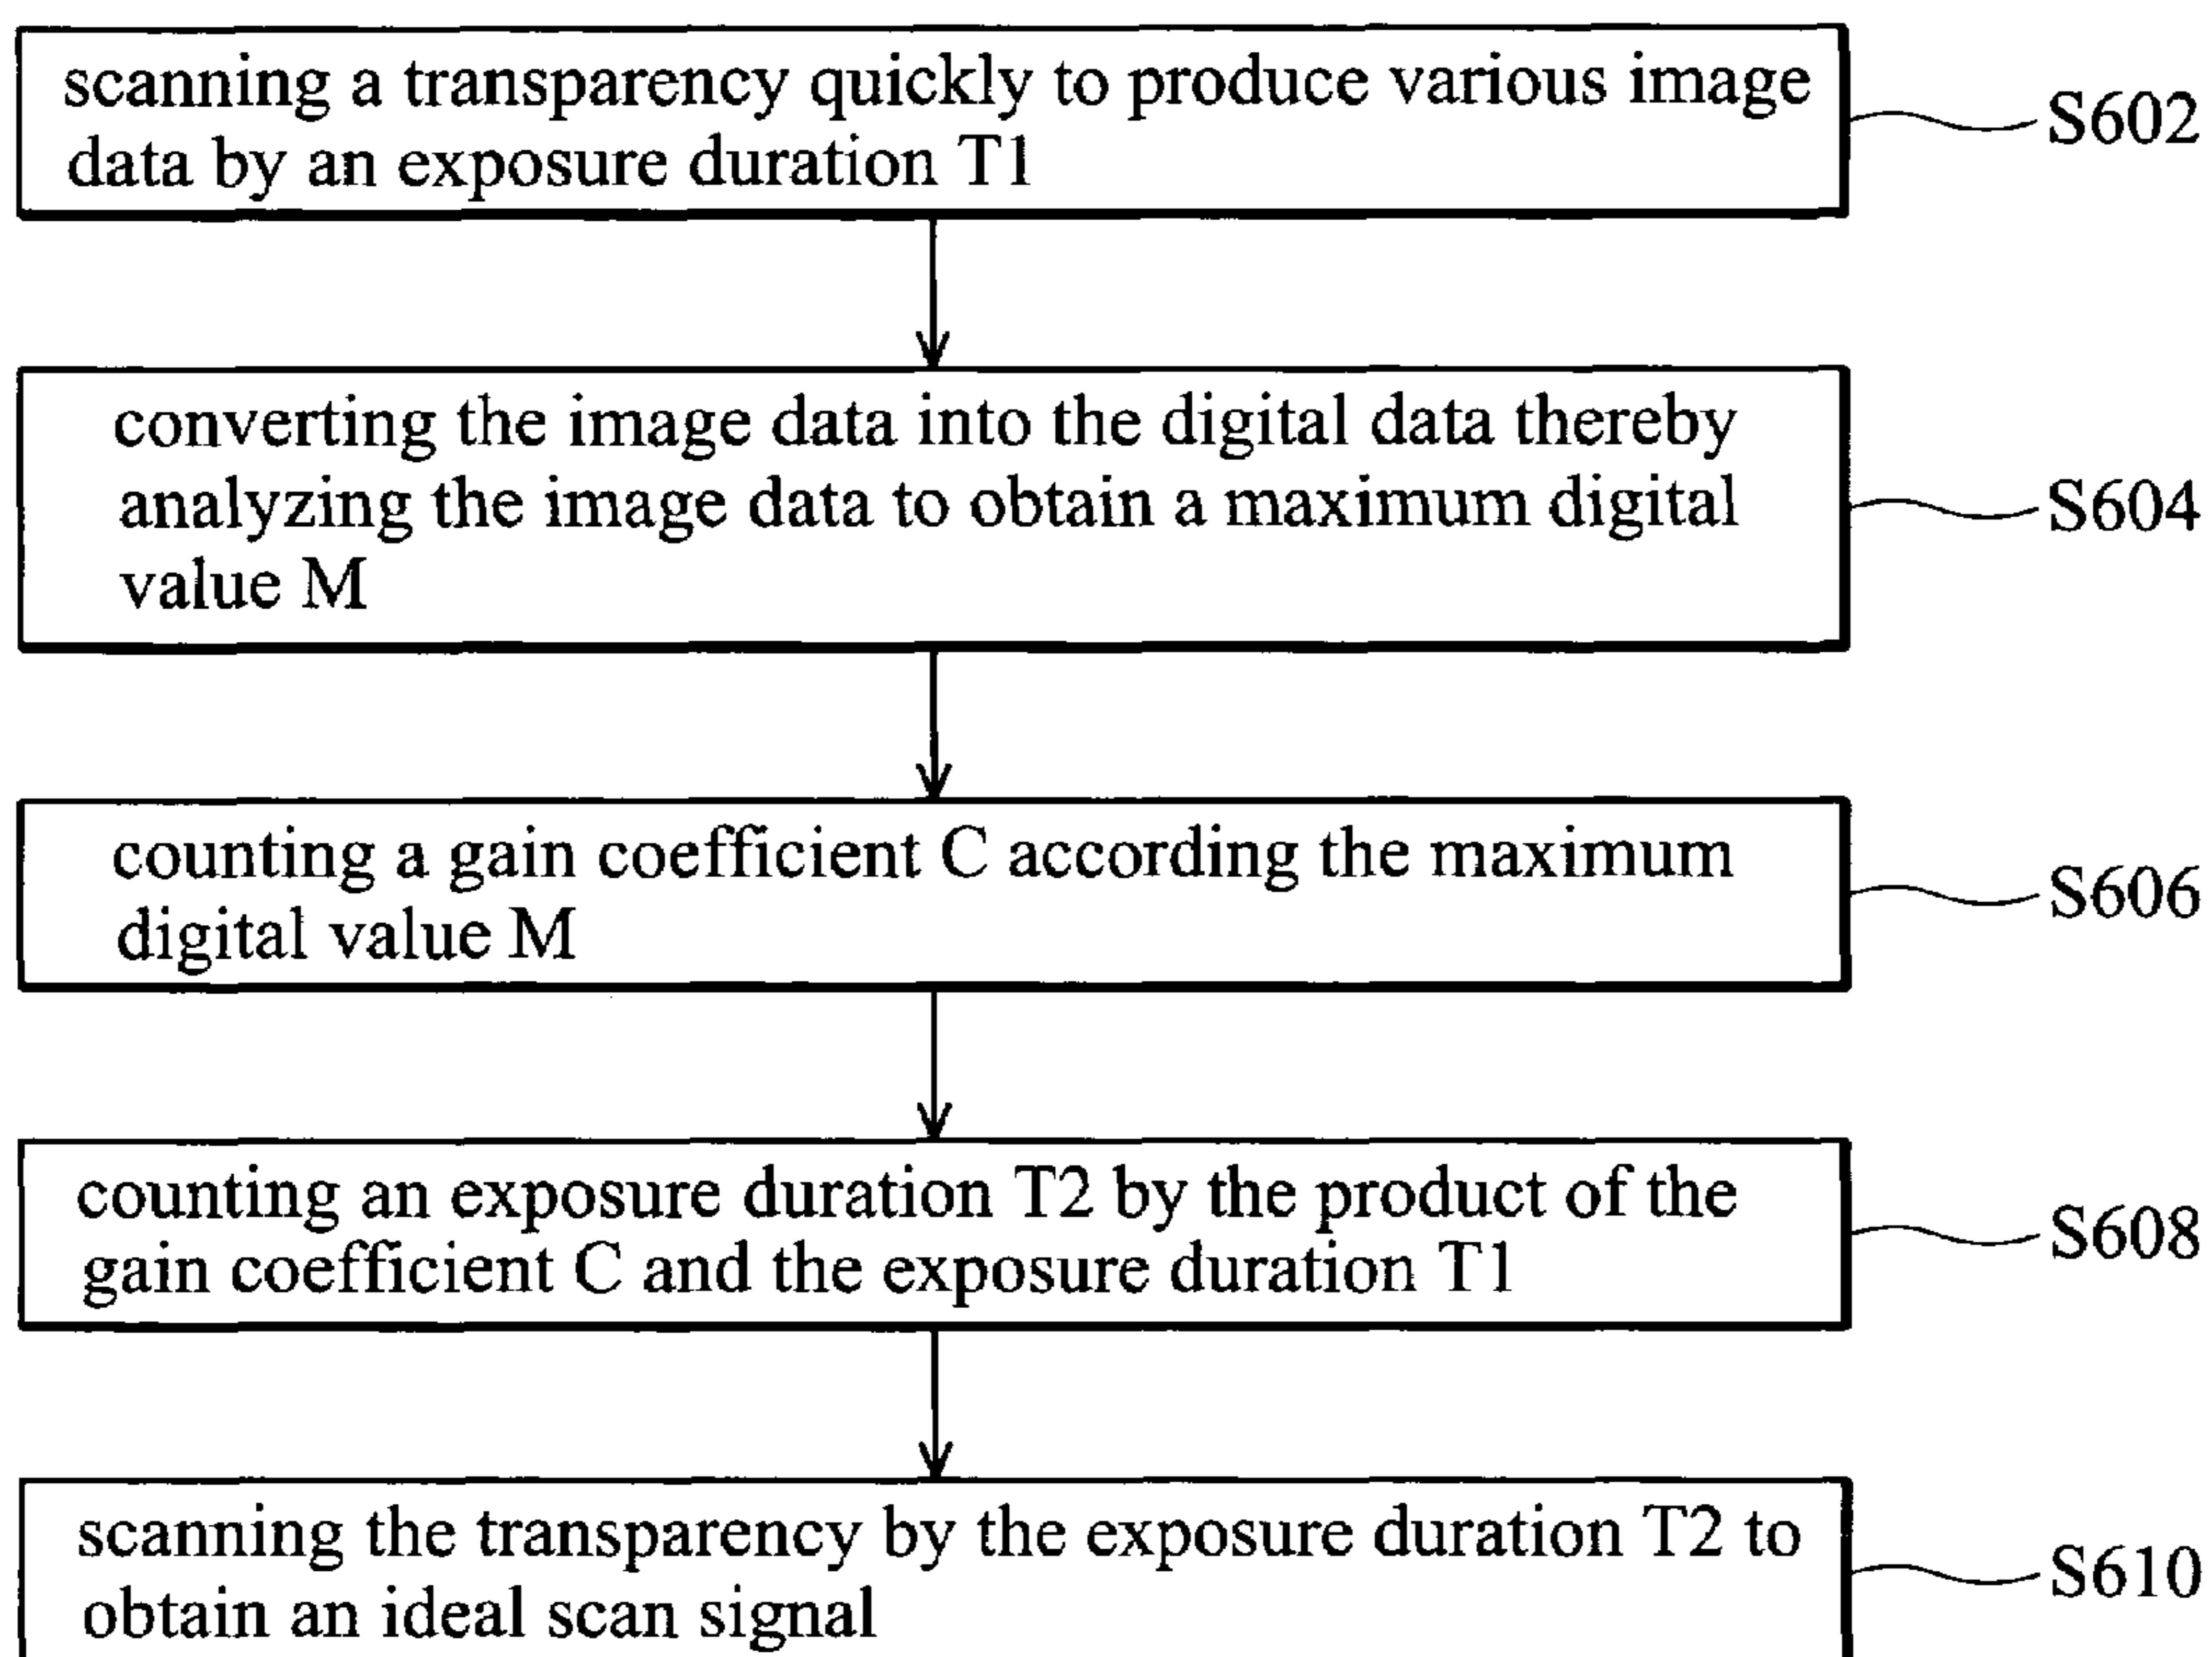 scanning a transparency quickly to produce various image
data by an exposure duration T1
S602
converting the image data into the digital data thereby
analyzing the image data to obtain a maximum digital
value M
S604
counting a gain coefficient C according the maximum
digital value M
S606
counting an exposure duration T2 by the product of the
gain coefficient C and the exposure duration T1
S608
scanning the transparency by the exposure duration T2 to
obtain an ideal scan signal
S610